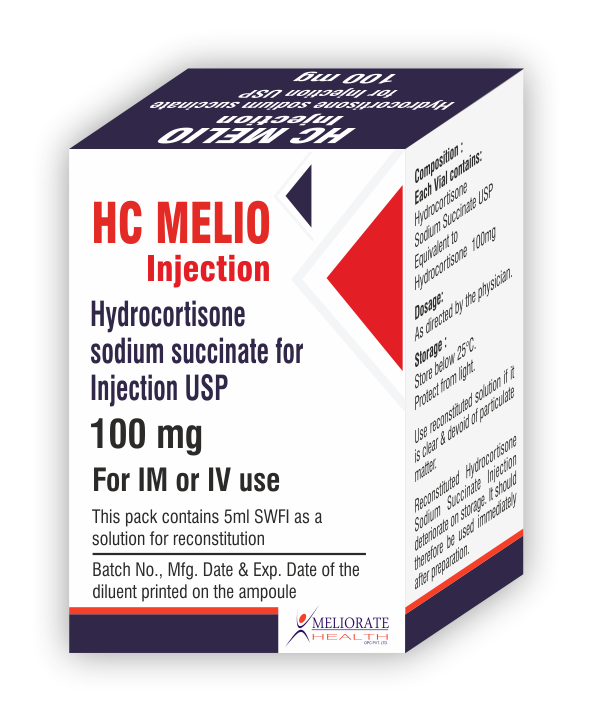 HC MELIO
Injection
Hydrocortisone sodium succinate
for Injection USP
100 mg
HC MELIO
Injection
Hydrocortisone
sodium succinate for
Injection USP
100 mg
For IM or IV use
This pack contains 5ml SWFI as a
solution for reconstitution
Batch No., Mfg. Date & Exp. Date of the
diluent printed on the ampoule
MELIORATE
HEALTH
OPC PVT. LTD.
Composition :
Each Vial contains:
Hydrocortisone
Sodium Succinate USP
Equivalent to
Hydrocortisone 100mg
Dosage:
As directed by the physician.
Storage :
Store below 25°C.
Protect from light.
Use reconstituted solution if it
is clear & devoid of particulate
matter.
Reconstituted Hydrocortisone
Sodium Succinate Injection
deteriorate on storage. It should
therefore be used immediately
after preparation.